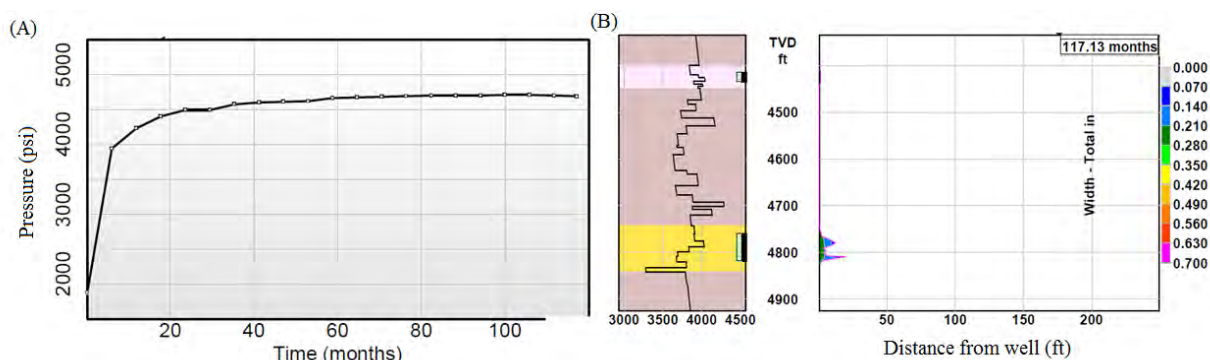 (A)
5000
4000
3000
2000
Pressure (psi)
20
40
60
80
100
Time (months)
(B)
TVD
ft
4500
4600
4700
4800
4900
3000 3500 4000 4500
117.13 months
Width - Total in
50
100
150
200
Distance from well (ft)
0.000
0.070
0.140
0.210
0.280
0.350
0.420
0.490
0.560
0.630
0.700